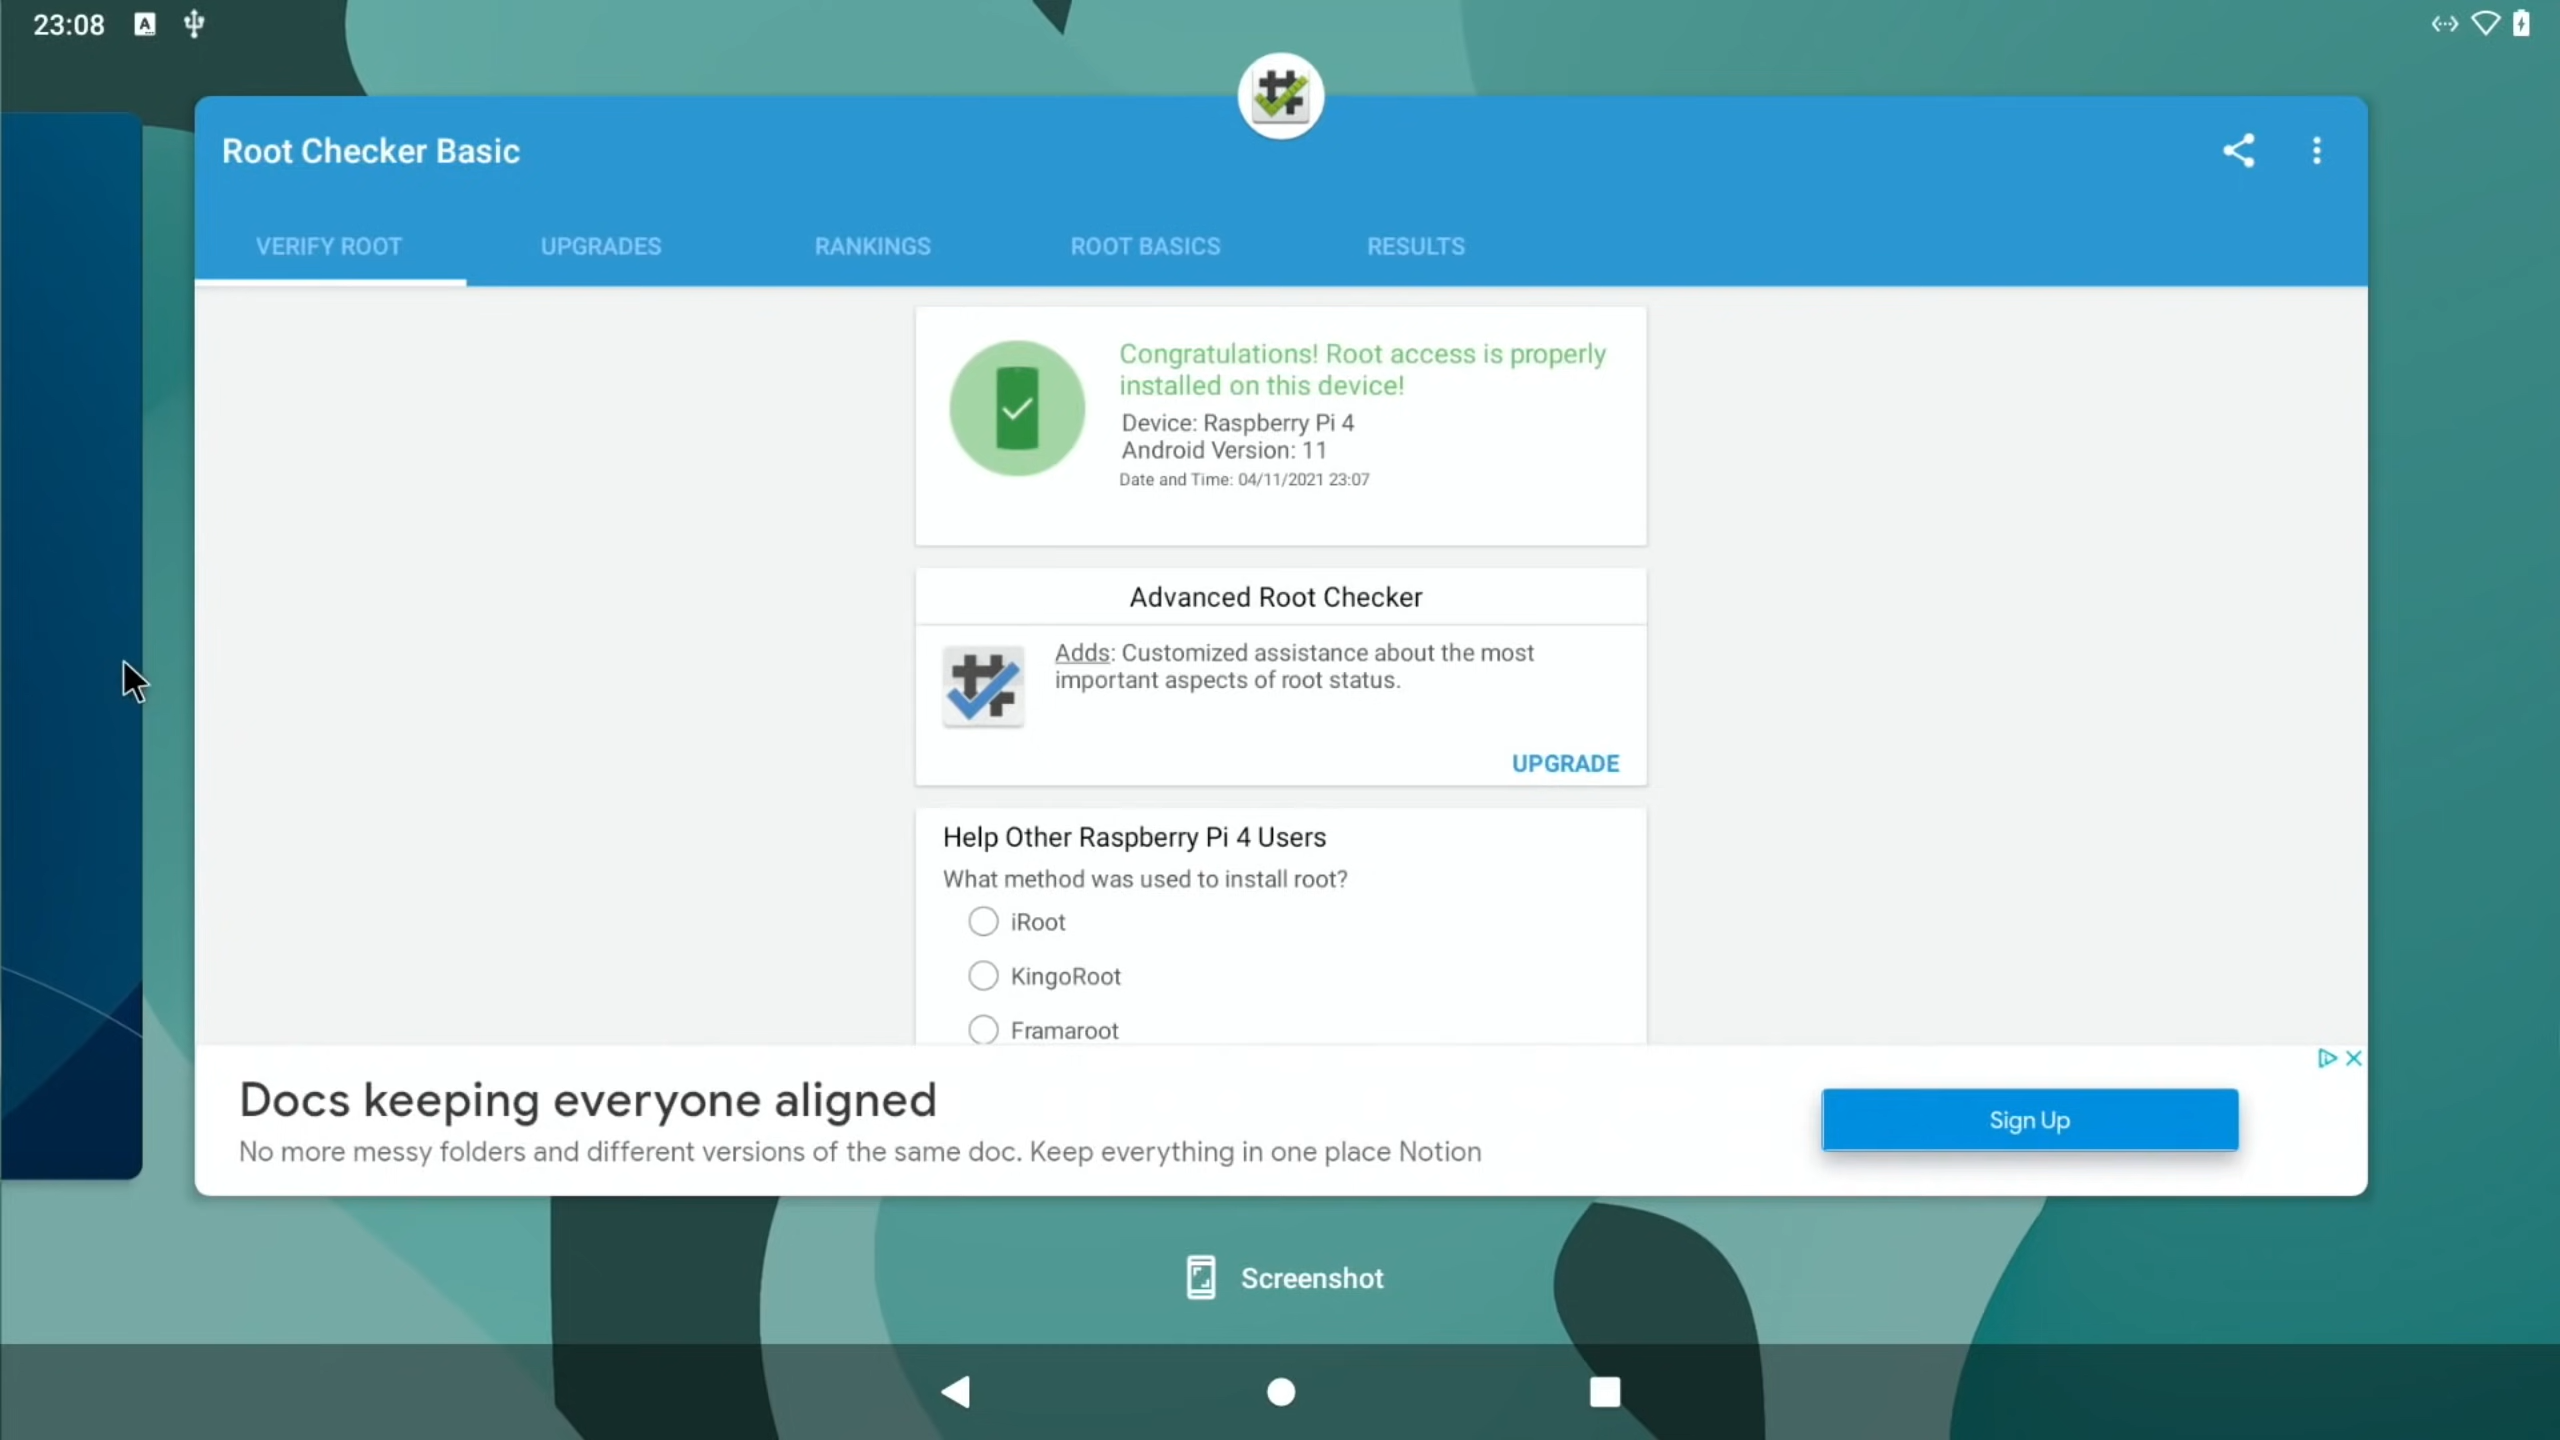 23:08
Root Checker Basic
VERIFY ROOT
UPGRADES
RANKINGS
ROOT BASICS
RESULTS
Congratulations! Root access is properly
installed on this device!
Device: Raspberry Pi 4
Android Version: 11
Date and Time: 04/11/2021 23:07
Advanced Root Checker
Adds: Customized assistance about the most
important aspects of root status.
UPGRADE
Help Other Raspberry Pi 4 Users
What method was used to install root?
iRoot
KingoRoot
Framaroot
Docs keeping everyone aligned
No more messy folders and different versions of the same doc. Keep everything in one place Notion
Sign Up
Screenshot